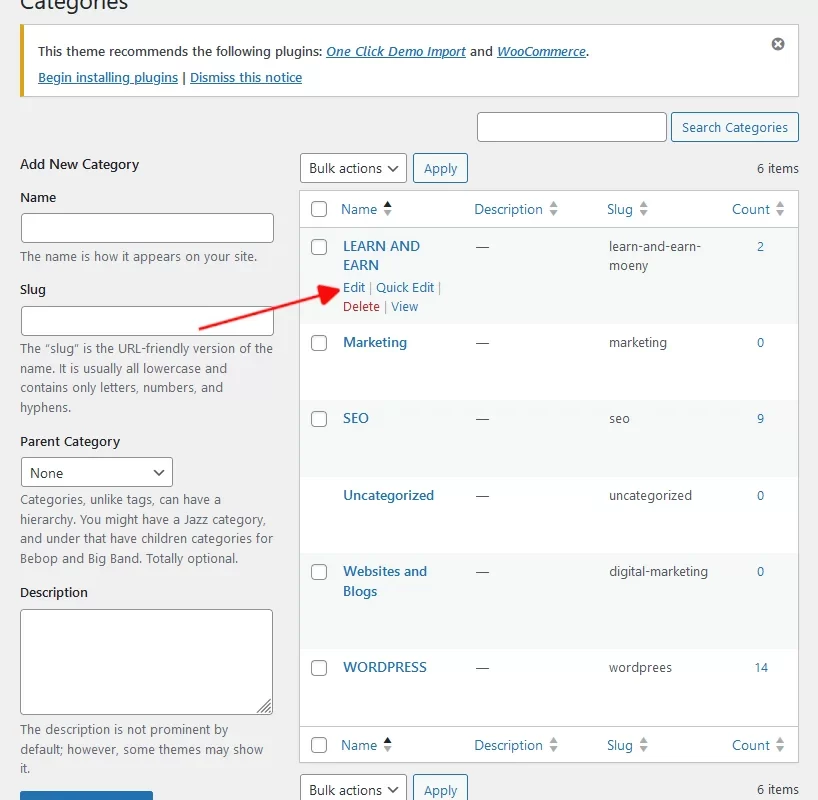 Categories
This theme recommends the following plugins: One Click Demo Import and WooCommerce.
Begin installing plugins | Dismiss this notice
Search Categories
Add New Category
Name
The name is how it appears on your site.
Slug
The “slug” is the URL-friendly version of the
name. It is usually all lowercase and
contains only letters, numbers, and
hyphens.
Parent Category
None
Categories, unlike tags, can have a
hierarchy. You might have a Jazz category,
and under that have children categories for
Bebop and Big Band. Totally optional.
Description
The description is not prominent by
default; however, some themes may show
it.
Bulk actions Apply 6 items
Name Description Slug Count
LEARN AND — learn-and-earn- 2
EARN moeny
Edit | Quick Edit |
Delete | View
Marketing — marketing 0
SEO — seo 9
Uncategorized — uncategorized 0
Websites and — digital-marketing 0
Blogs
WORDPRESS — wordprees 14
Name Description Slug Count
Bulk actions Apply 6 items